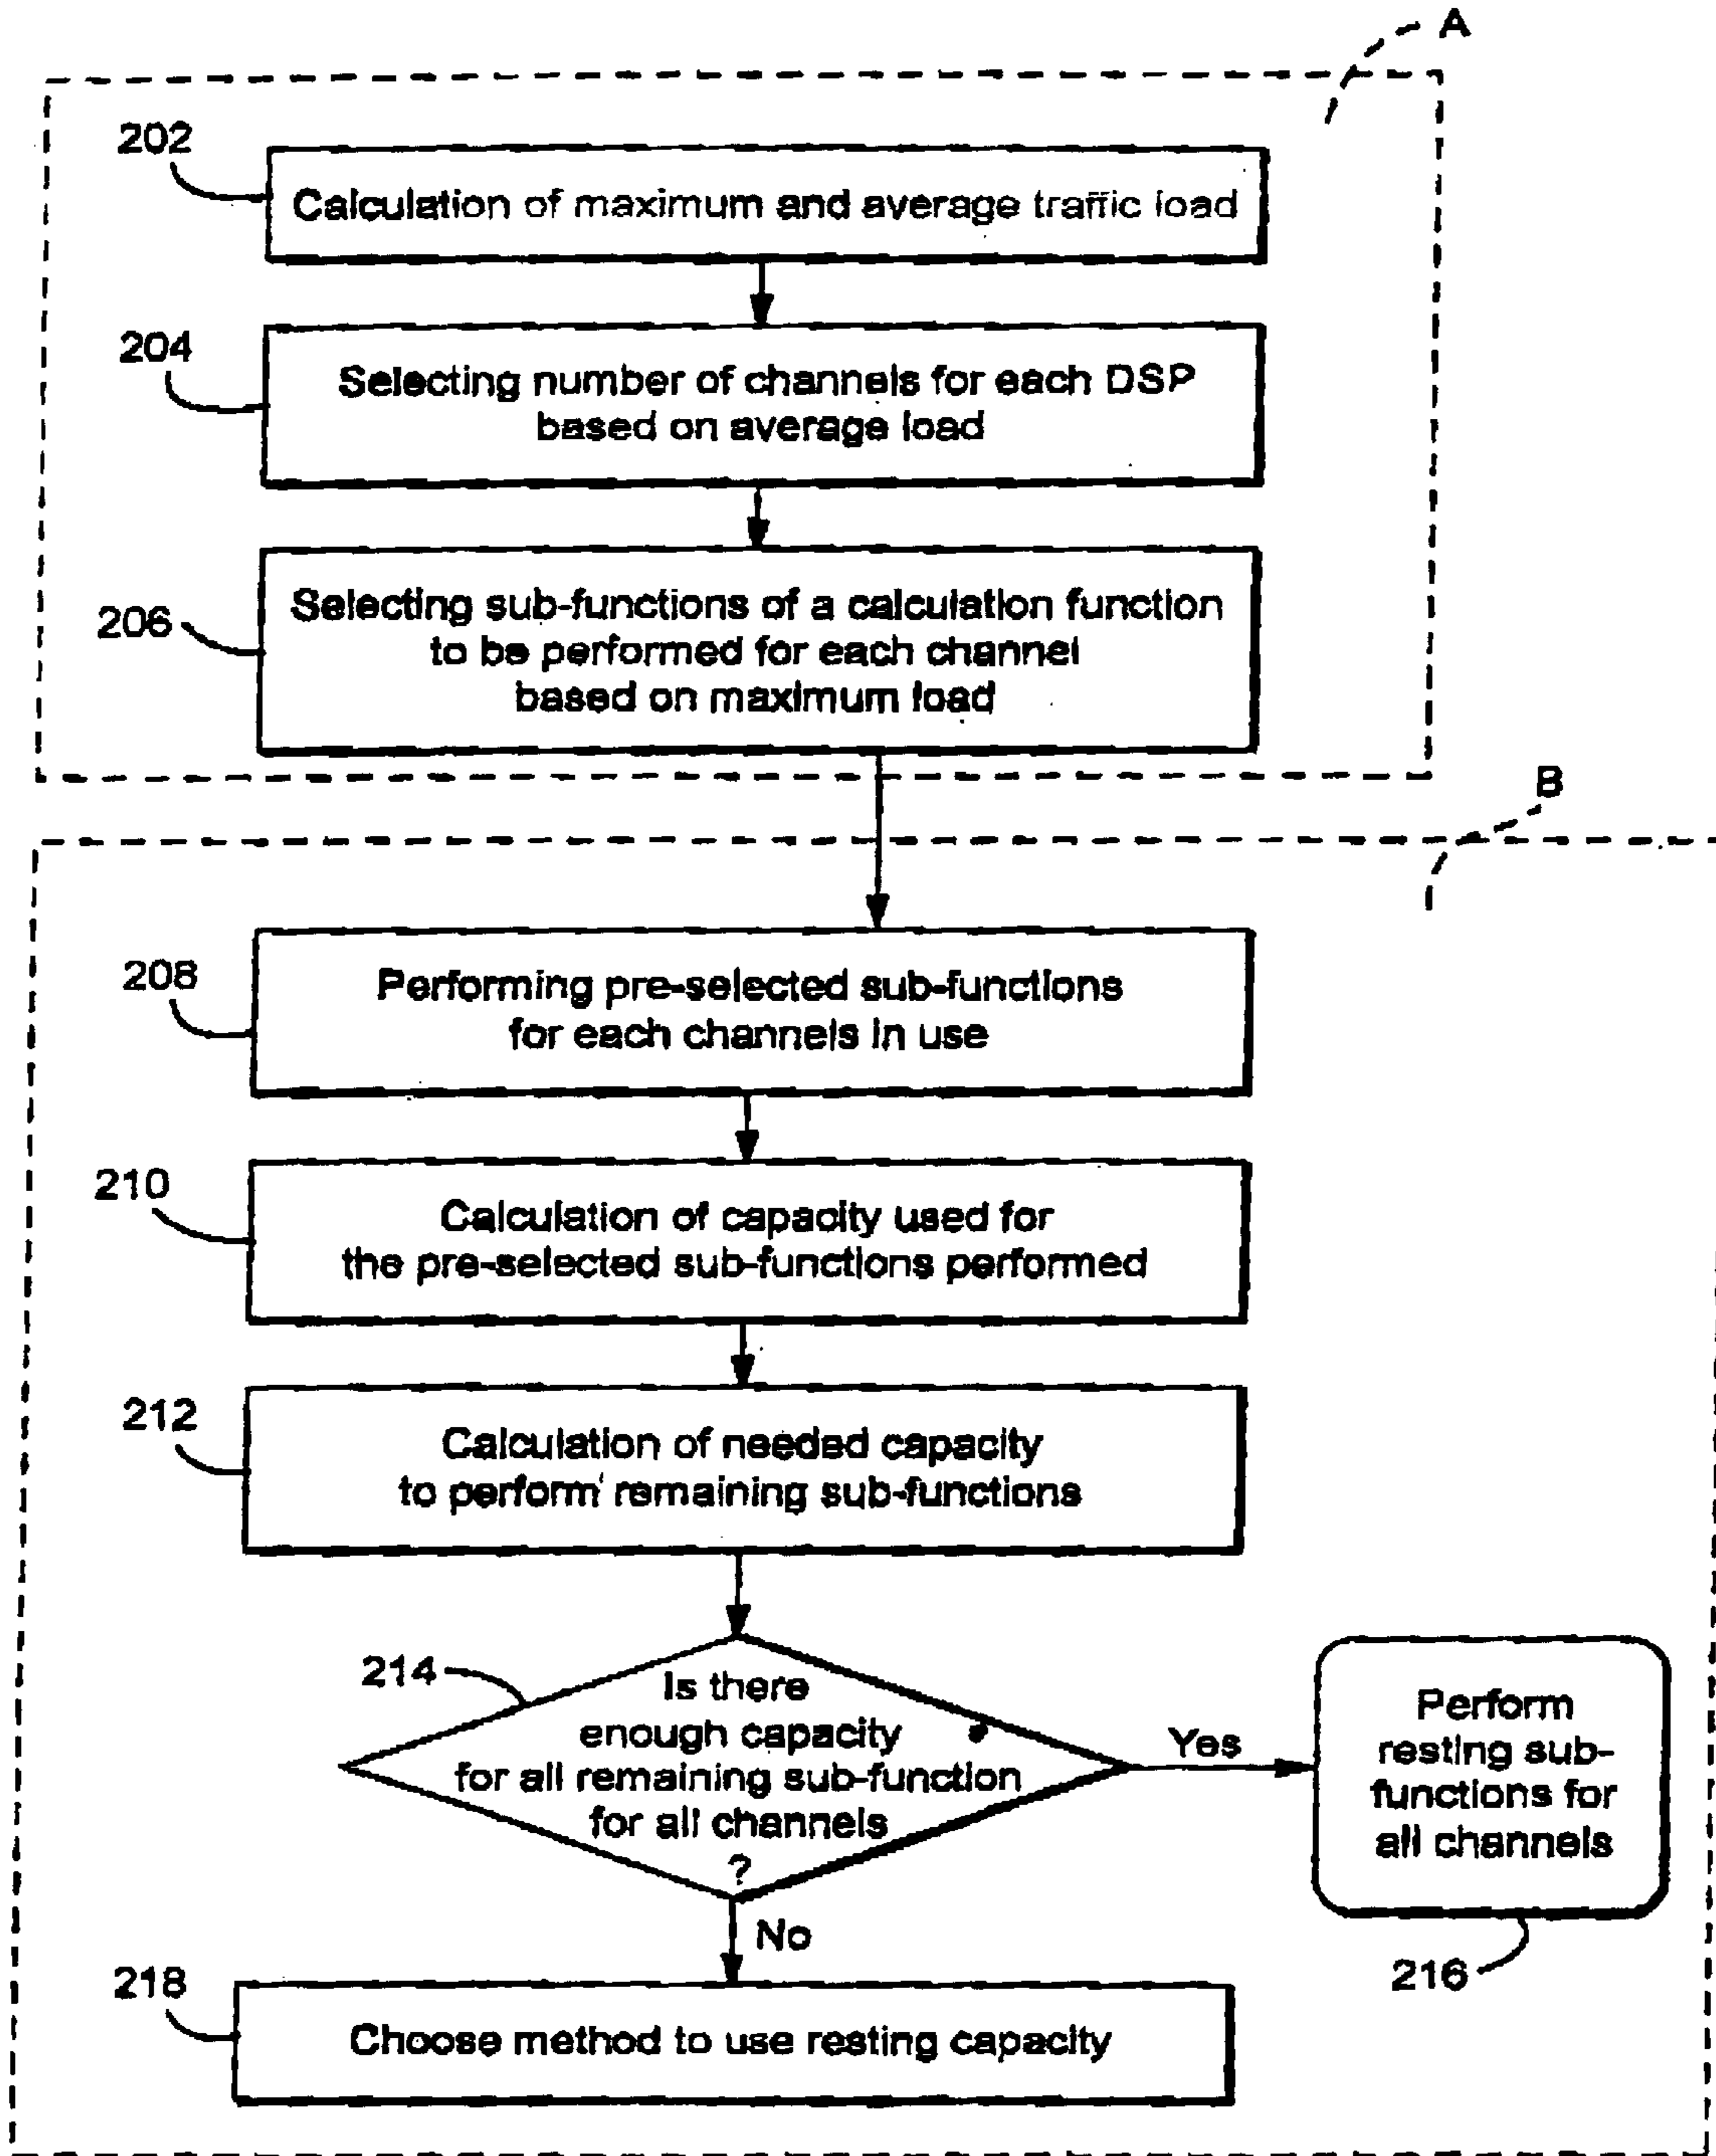 A
202
Calculation of maximum and average traffic load
204
Selecting number of channels for each DSP
based on average load
206
Selecting sub-functions of a calculation function
to be performed for each channel
based on maximum load
B
208
Performing pre-selected sub-functions
for each channels in use
210
Calculation of capacity used for
the pre-selected sub-functions performed
212
Calculation of needed capacity
to perform remaining sub-functions
214
Is there
enough capacity
for all remaining sub-function
for all channels
?
Yes
Perform
resting sub-
functions for
all channels
216
No
218
Choose method to use resting capacity